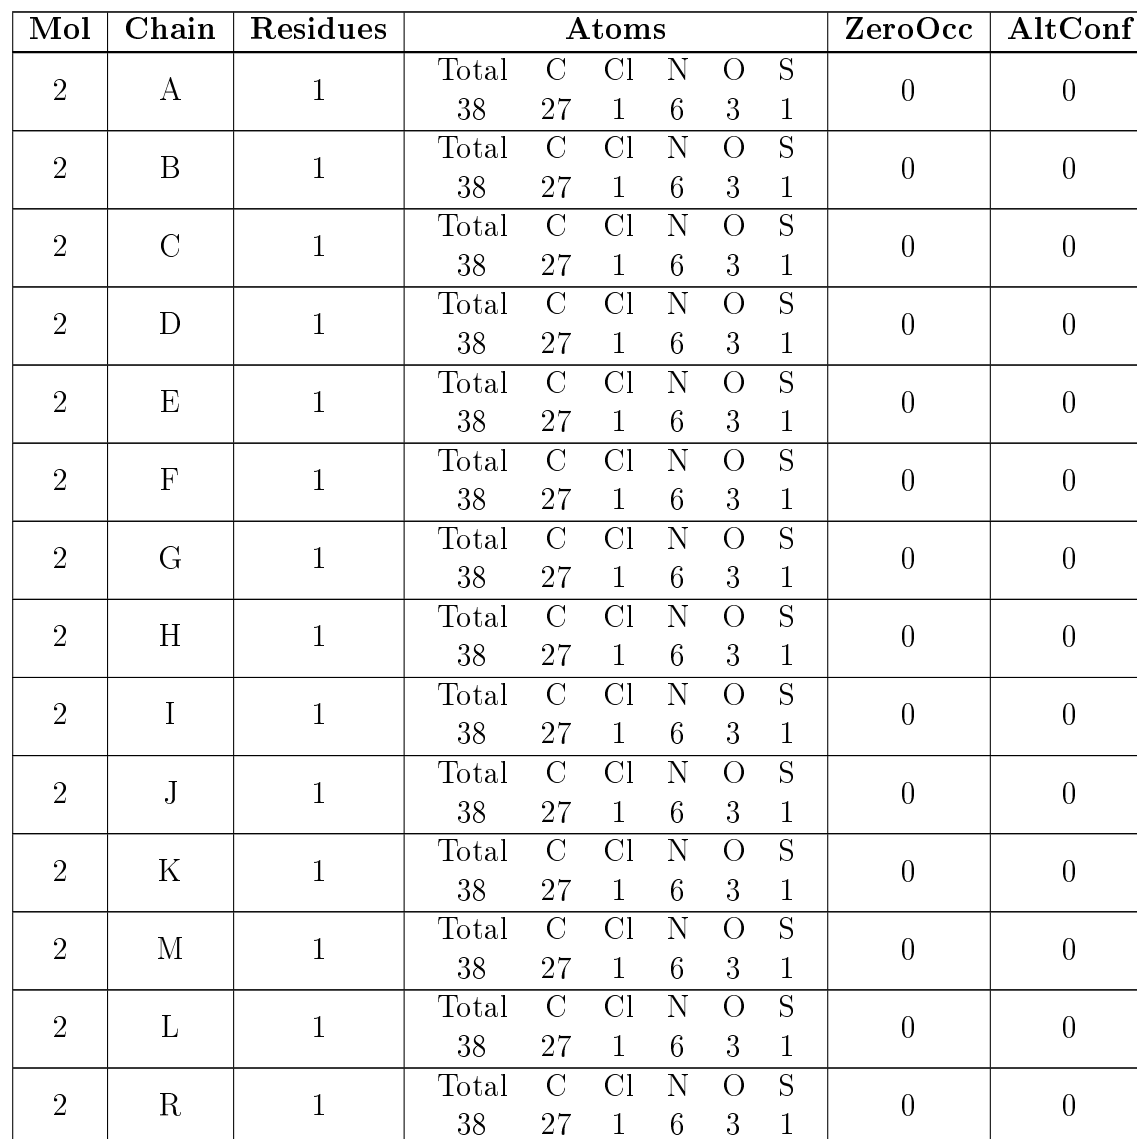 Mol Chain Residues Atoms ZeroOcc AltConf
2 A 1 Total C Cl N O S 0 0
38 27 1 6 3 1
2 B 1 Total C Cl N O S 0 0
38 27 1 6 3 1
2 C 1 Total C Cl N O S 0 0
38 27 1 6 3 1
2 D 1 Total C Cl N O S 0 0
38 27 1 6 3 1
2 E 1 Total C Cl N O S 0 0
38 27 1 6 3 1
2 F 1 Total C Cl N O S 0 0
38 27 1 6 3 1
2 G 1 Total C Cl N O S 0 0
38 27 1 6 3 1
2 H 1 Total C Cl N O S 0 0
38 27 1 6 3 1
2 I 1 Total C Cl N O S 0 0
38 27 1 6 3 1
2 J 1 Total C Cl N O S 0 0
38 27 1 6 3 1
2 K 1 Total C Cl N O S 0 0
38 27 1 6 3 1
2 M 1 Total C Cl N O S 0 0
38 27 1 6 3 1
2 L 1 Total C Cl N O S 0 0
38 27 1 6 3 1
2 R 1 Total C Cl N O S 0 0
38 27 1 6 3 1